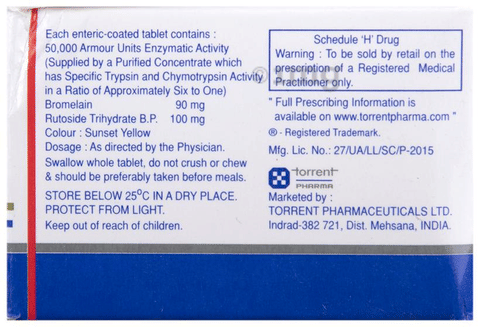 Each enteric-coated tablet contains :
50,000 Armour Units Enzymatic Activity
(Supplied by a Purified Concentrate which
has Specific Trypsin and Chymotrypsin Activity
in a Ratio of Approximately Six to One)
Bromelain 90 mg
Rutoside Trihydrate B.P. 100 mg
Colour : Sunset Yellow
Dosage : As directed by the Physician.
Swallow whole tablet, do not crush or chew
& should be preferably taken before meals.
STORE BELOW 25°C IN A DRY PLACE.
PROTECT FROM LIGHT.
Keep out of reach of children.
Schedule 'H' Drug
Warning : To be sold by retail on the
prescription of a Registered Medical
Practitioner only.
" Full Prescribing Information is
available on www.torrentpharma.com "
® - Registered Trademark.
Mfg. Lic. No.: 27/UA/LL/SC/P-2015
torrent
PHARMA
Marketed by :
TORRENT PHARMACEUTICALS LTD.
Indrad-382 721, Dist. Mehsana, INDIA.